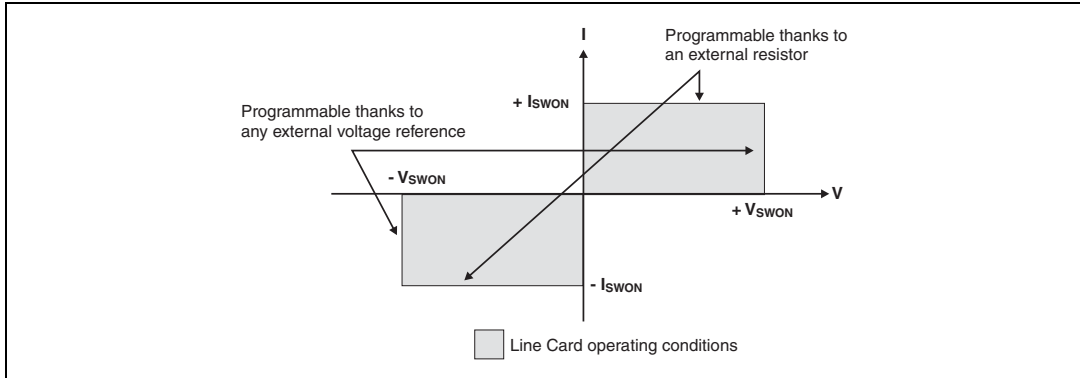 I
Programmable thanks to
an external resistor
+ ISWON
Programmable thanks to
any external voltage reference
- VSWON
V
+ VSWON
- ISWON
Line Card operating conditions